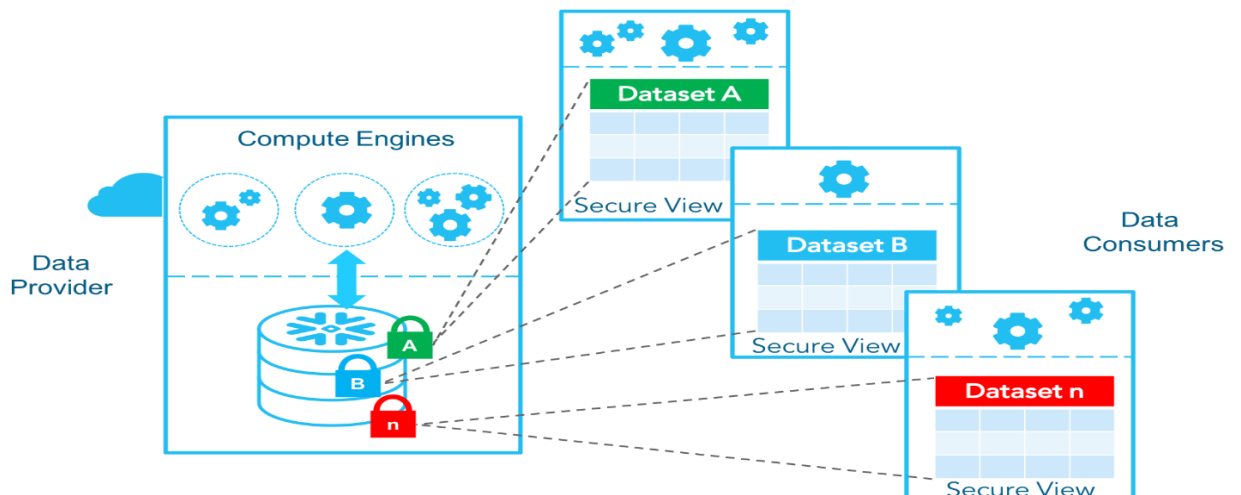 Compute Engines
Data
Provider
A
B
n
Dataset A
Secure View
Dataset B
Secure View
Dataset n
Secure View
Data
Consumers